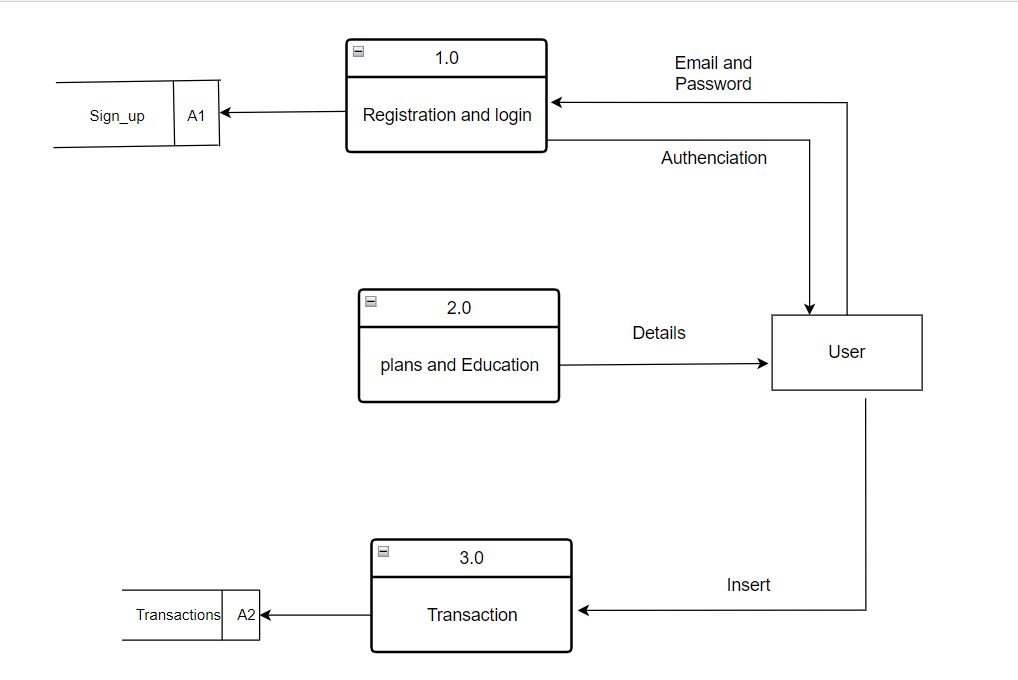 1.0
Email and
Password
Sign_up
A1
Registration and login
Authenciation
2.0
Details
User
plans and Education
3.0
Insert
Transactions
A2
Transaction